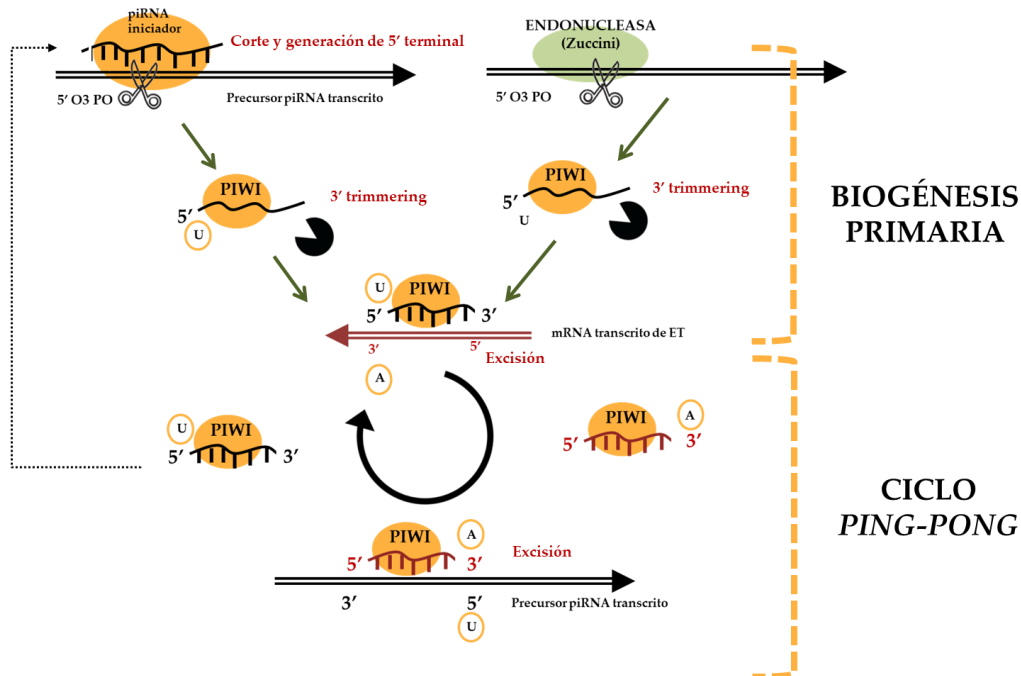 piRNA
iniciador
Corte y generación de 5’ terminal
5’ O3 PO
Precursor piRNA transcrito
ENDONUCLEASA
(Zuccini)
5’ O3 PO
PIWI
3’ trimmering
5’
U
PIWI
3’ trimmering
5’
U
BIOGÉNESIS
PRIMARIA
U
PIWI
5’
3’
mRNA transcrito de ET
3’
5’
Excisión
A
U
PIWI
5’
3’
PIWI
A
5’
3’
CICLO
PING-PONG
PIWI
A
Excisión
5’
3’
3’
5’
Precursor piRNA transcrito
U